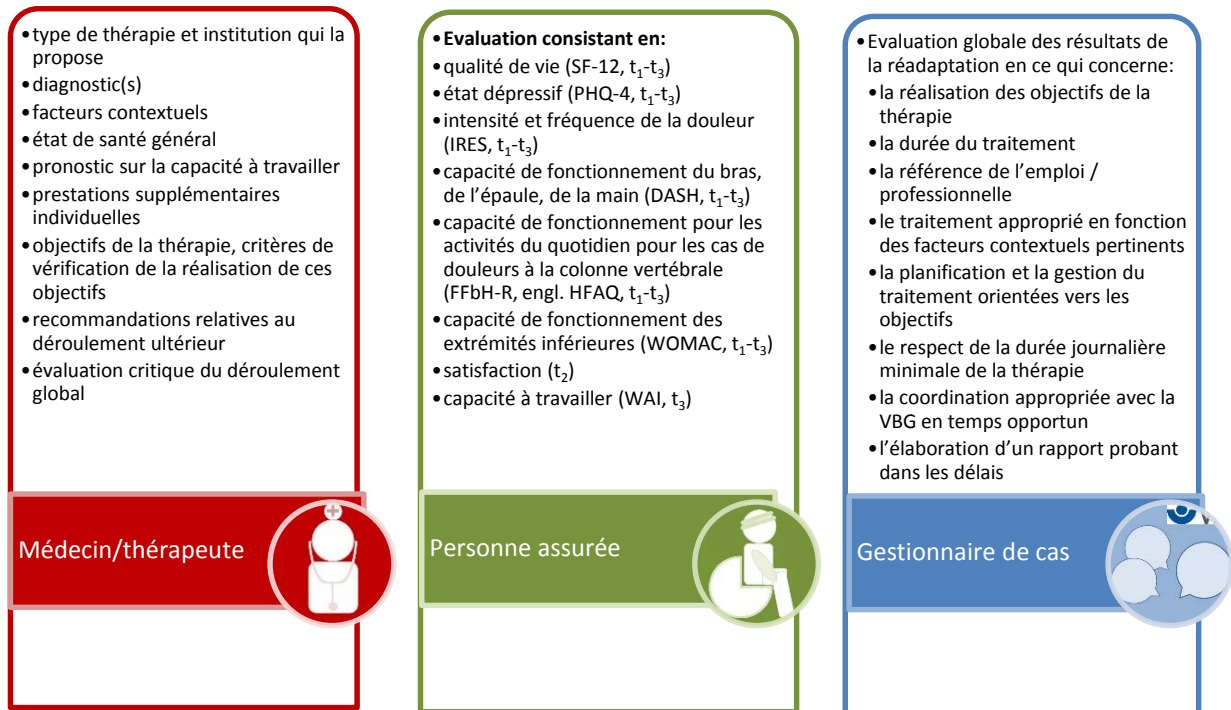 •type de thérapie et institution qui la
propose
•diagnostic(s)
•facteurs contextuels
•état de santé général
•pronostic sur la capacité à travailler
•prestations supplémentaires
individuelles
•objectifs de la thérapie, critères de
vérification de la réalisation de ces
objectifs
•recommandations relatives au
déroulement ultérieur
•évaluation critique du déroulement
global
Médecin/thérapeute
•Evaluation consistant en:
•qualité de vie (SF-12, t1-t3)
•état dépressif (PHQ-4, t1-t3)
•intensité et fréquence de la douleur
(IRES, t1-t3)
•capacité de fonctionnement du bras,
de l’épaule, de la main (DASH, t1-t3)
•capacité de fonctionnement pour les
activités du quotidien pour les cas de
douleurs à la colonne vertébrale
(FFbH-R, engl. HFAQ, t1-t3)
•capacité de fonctionnement des
extrémités inférieures (WOMAC, t1-t3)
•satisfaction (t2)
•capacité à travailler (WAI, t3)
Personne assurée
•Evaluation globale des résultats de
la réadaptation en ce qui concerne:
•la réalisation des objectifs de la
thérapie
•la durée du traitement
•la référence de l’emploi /
professionnelle
•le traitement approprié en fonction
des facteurs contextuels pertinents
•la planification et la gestion du
traitement orientées vers les
objectifs
•le respect de la durée journalière
minimale de la thérapie
•la coordination appropriée avec la
VBG en temps opportun
•l’élaboration d’un rapport probant
dans les délais
Gestionnaire de cas